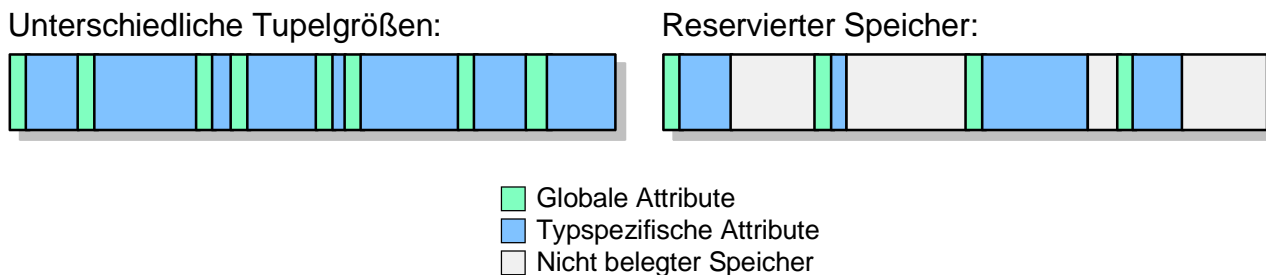 Unterschiedliche Tupelgrößen:
Reservierter Speicher:
Globale Attribute
Typspezifische Attribute
Nicht belegter Speicher